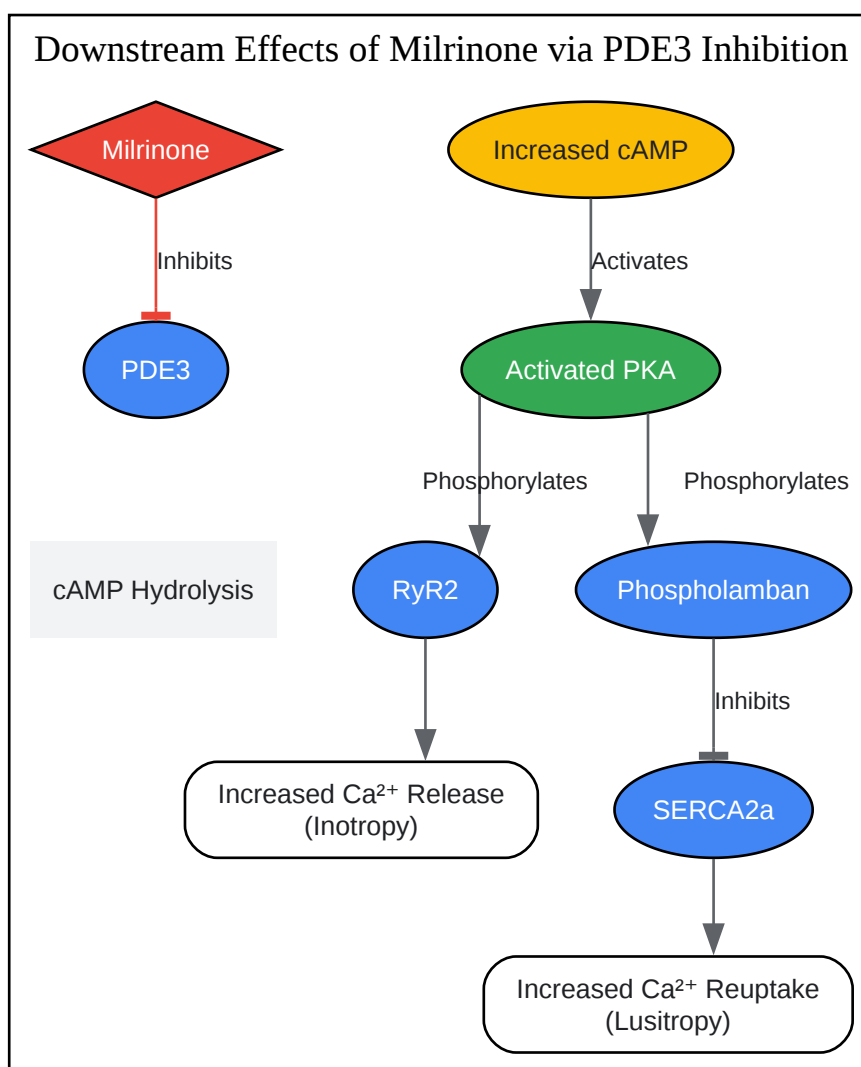 Downstream Effects of Milrinone via PDE3 Inhibition
Milrinone
Increased cAMP
Inhibits
Activates
PDE3
Activated PKA
Phosphorylates
Phosphorylates
cAMP Hydrolysis
RyR2
Phospholamban
Inhibits
Increased Ca²⁺ Release
(Inotropy)
SERCA2a
Increased Ca²⁺ Reuptake
(Lusitropy)